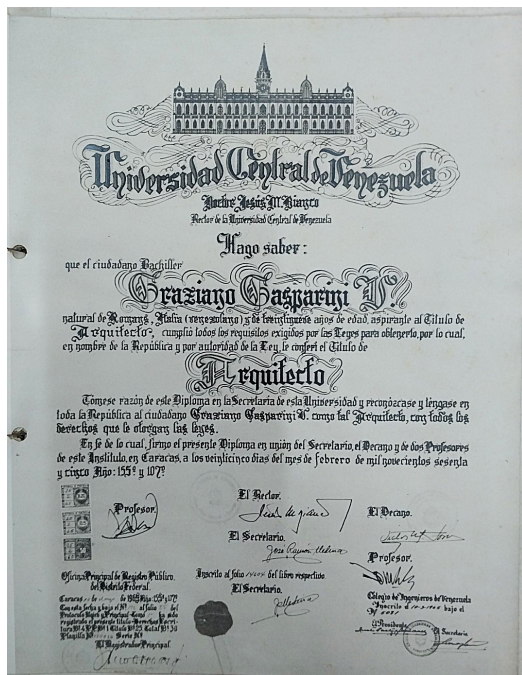 Universidad Central de Venezuela
Doctor Jesús M. Bianco
Rector de la Universidad Central de Venezuela
Hago saber:
que el ciudadano Bachiller
Graziano Gasparini V.
natural de Italia (venezolano) y de treintinueve años de edad, aspirante al Título de
Arquitecto, cumplió todos los requisitos exigidos por las Leyes para obtenerlo, por lo cual,
en nombre de la República y por autoridad de la Ley, le conferí el Título de
Arquitecto
Tómese razón de este Diploma en la Secretaría de esta Universidad y reconózcase y téngase en
toda la República al ciudadano Graziano Gasparini V. como tal Arquitecto, con todos los
derechos que le otorgan las leyes.
En fe de lo cual, firmo el presente Diploma en unión del Secretario, el Decano y de dos Profesores
de este Instituto, en Caracas, a los veinticinco días del mes de febrero de mil novecientos sesenta
y cinco Año: 155º y 107º
El Rector.
Profesor.
El Decano.
El Secretario.
Profesor.
Oficina Principal de Registro Público.
del Distrito Federal.
Inscrito al folio del libro respectivo.
El Secretario.
Colegio de Ingenieros de Venezuela
El Presidente
El Secretario
El Registrador Principal.